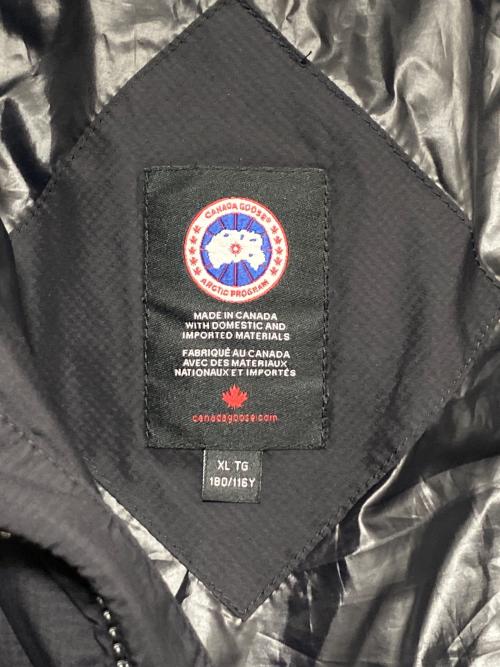 CANADA GOOSE®
ARCTIC PROGRAM
MADE IN CANADA
WITH DOMESTIC AND
IMPORTED MATERIALS
FABRIQUÉ AU CANADA
AVEC DES MATERIAUX
NATIONAUX ET IMPORTÉS
canadagoose.com
XL TG
180/116Y